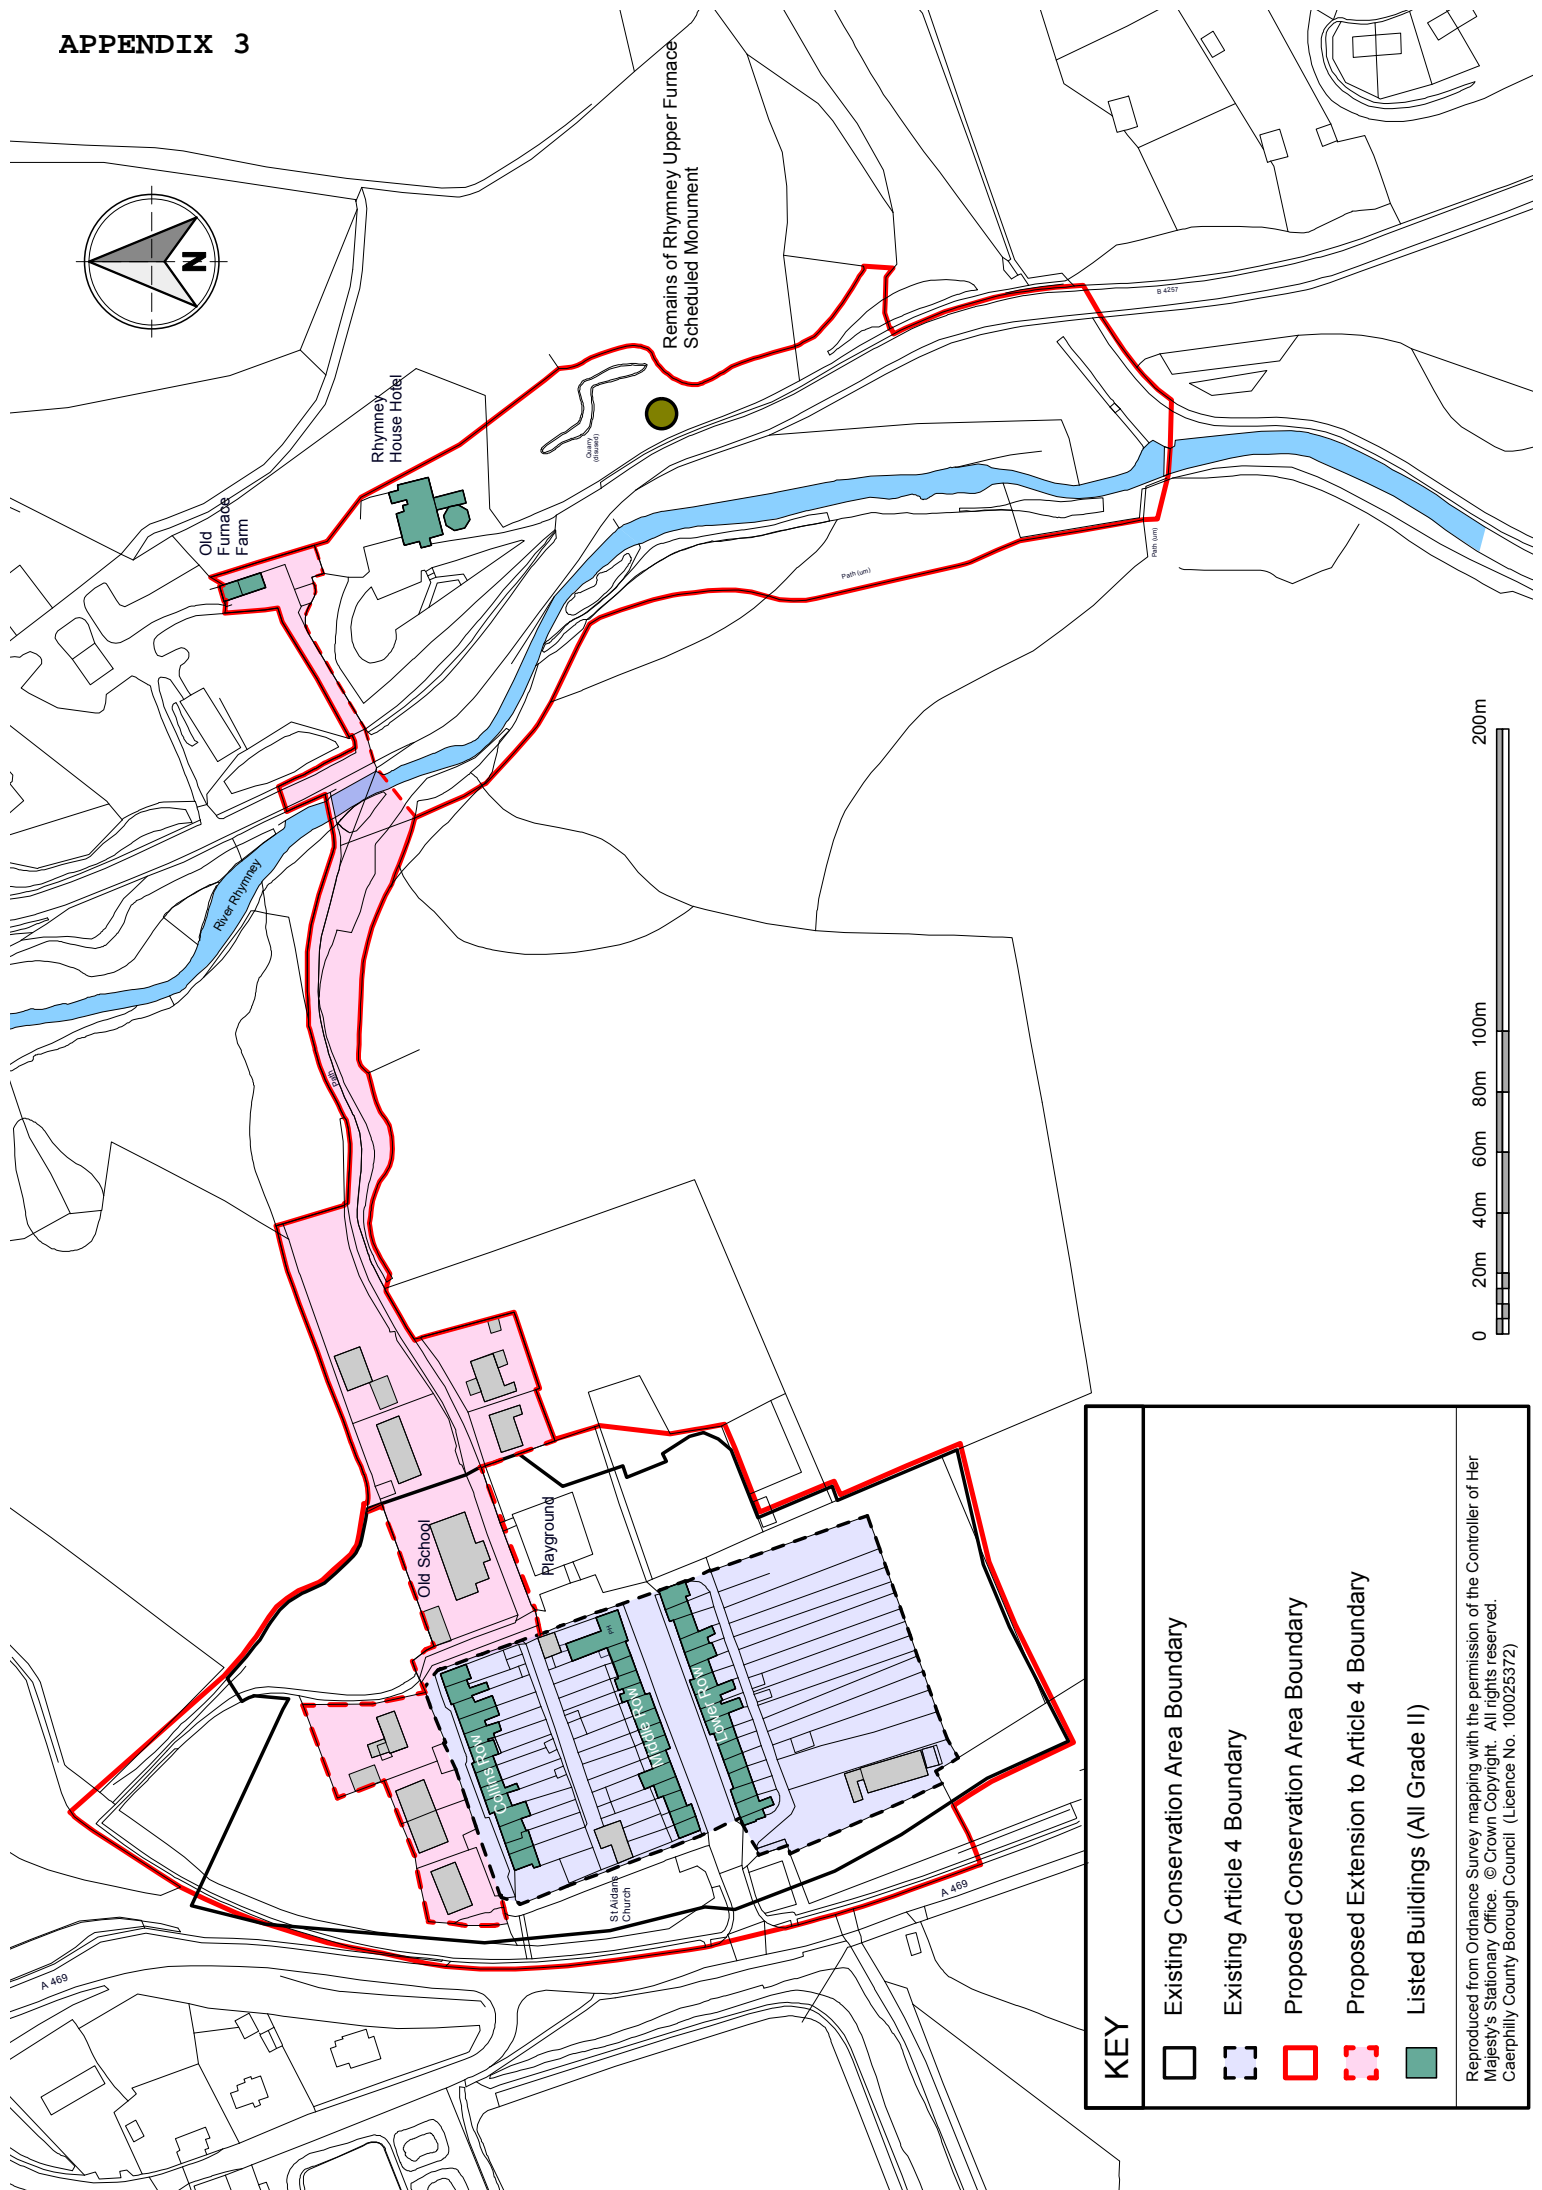 APPENDIX 3
N
Remains of Rhymney Upper Furnace
Scheduled Monument
Rhymney
House Hotel
Old
Furnace
Farm
Quarry
(disused)
B 4257
Path (um)
Path (um)
River Rhymney
Path
Old School
Playground
Collins Row
Middle Row
Lower Row
PH
St Aidans
Church
A 469
A 469
0 20m 40m 60m 80m 100m 200m
KEY
Existing Conservation Area Boundary
Existing Article 4 Boundary
Proposed Conservation Area Boundary
Proposed Extension to Article 4 Boundary
Listed Buildings (All Grade II)
Reproduced from Ordnance Survey mapping with the permission of the Controller of Her
Majesty's Stationary Office. © Crown Copyright. All rights reserved.
Caerphilly County Borough Council (Licence No. 100025372)